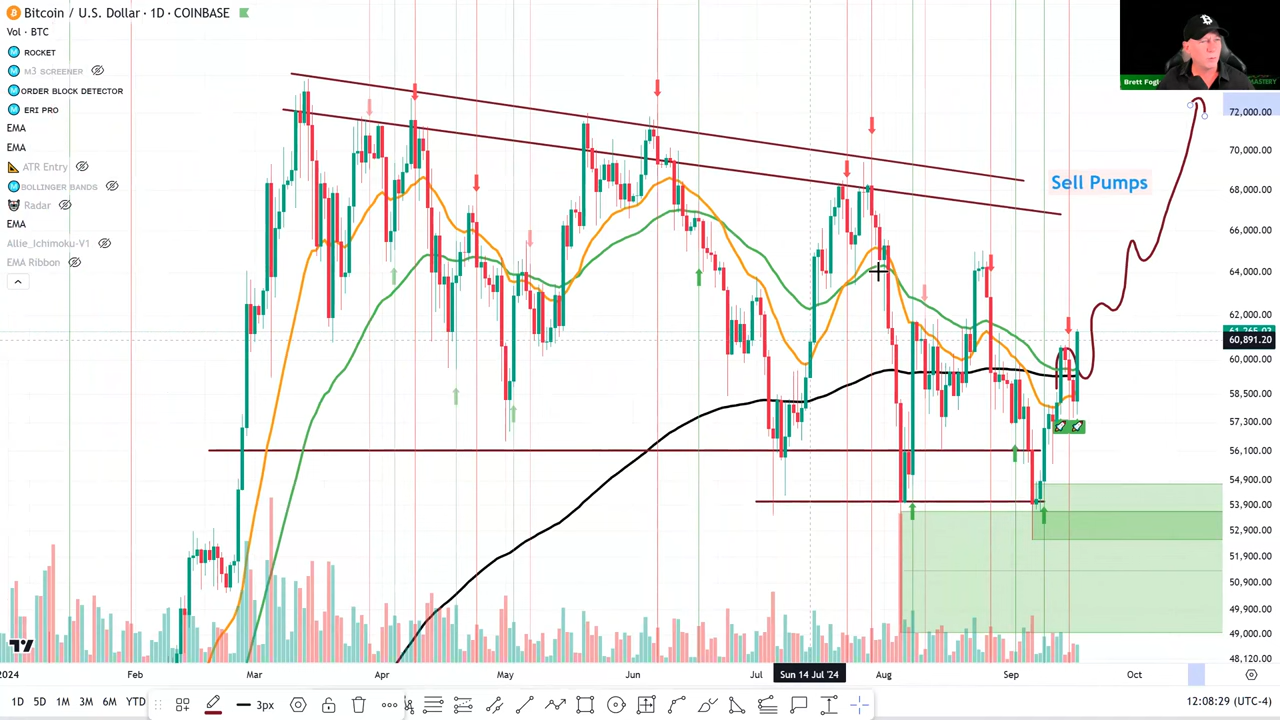 Bitcoin / U.S. Dollar · 1D · COINBASE
Vol · BTC
ROCKET
M3 SCREENER
ORDER BLOCK DETECTOR
ERI PRO
EMA
EMA
ATR Entry
BOLLINGER BANDS
Radar
EMA
Allie_Ichimoku-V1
EMA Ribbon
Brett Fogl
MASTERY
Sell Pumps
72,000.00
70,000.00
68,000.00
66,000.00
64,000.00
62,000.00
60,891.20
60,000.00
58,500.00
57,300.00
56,100.00
54,900.00
53,900.00
52,900.00
51,900.00
50,900.00
49,900.00
49,000.00
48,120.00
2024 Feb Mar Apr May Jun Jul Sun 14 Jul '24 Aug Sep Oct
1D 5D 1M 3M 6M YTD
3px
12:08:29 (UTC-4)